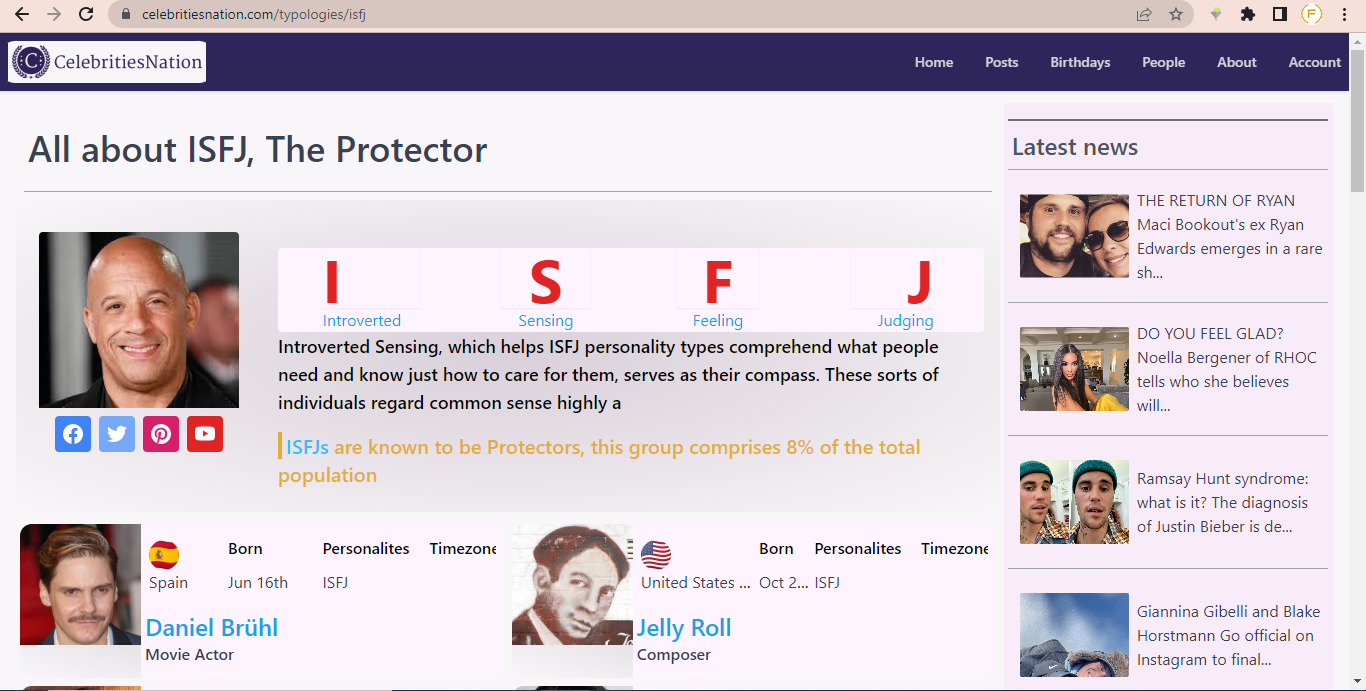 celebritiesnation.com/typologies/isfj
F
C CelebritiesNation
Home Posts Birthdays People About Account
All about ISFJ, The Protector
I S F J
Introverted Sensing Feeling Judging
Introverted Sensing, which helps ISFJ personality types comprehend what people
need and know just how to care for them, serves as their compass. These sorts of
individuals regard common sense highly a
ISFJs are known to be Protectors, this group comprises 8% of the total
population
Born Personalites Timezone
Spain Jun 16th ISFJ
Daniel Brühl
Movie Actor
Born Personalites Timezone
United States ... Oct 2... ISFJ
Jelly Roll
Composer
Latest news
THE RETURN OF RYAN
Maci Bookout's ex Ryan
Edwards emerges in a rare
sh...
DO YOU FEEL GLAD?
Noella Bergener of RHOC
tells who she believes
will...
Ramsay Hunt syndrome:
what is it? The diagnosis
of Justin Bieber is de...
Giannina Gibelli and Blake
Horstmann Go official on
Instagram to final...